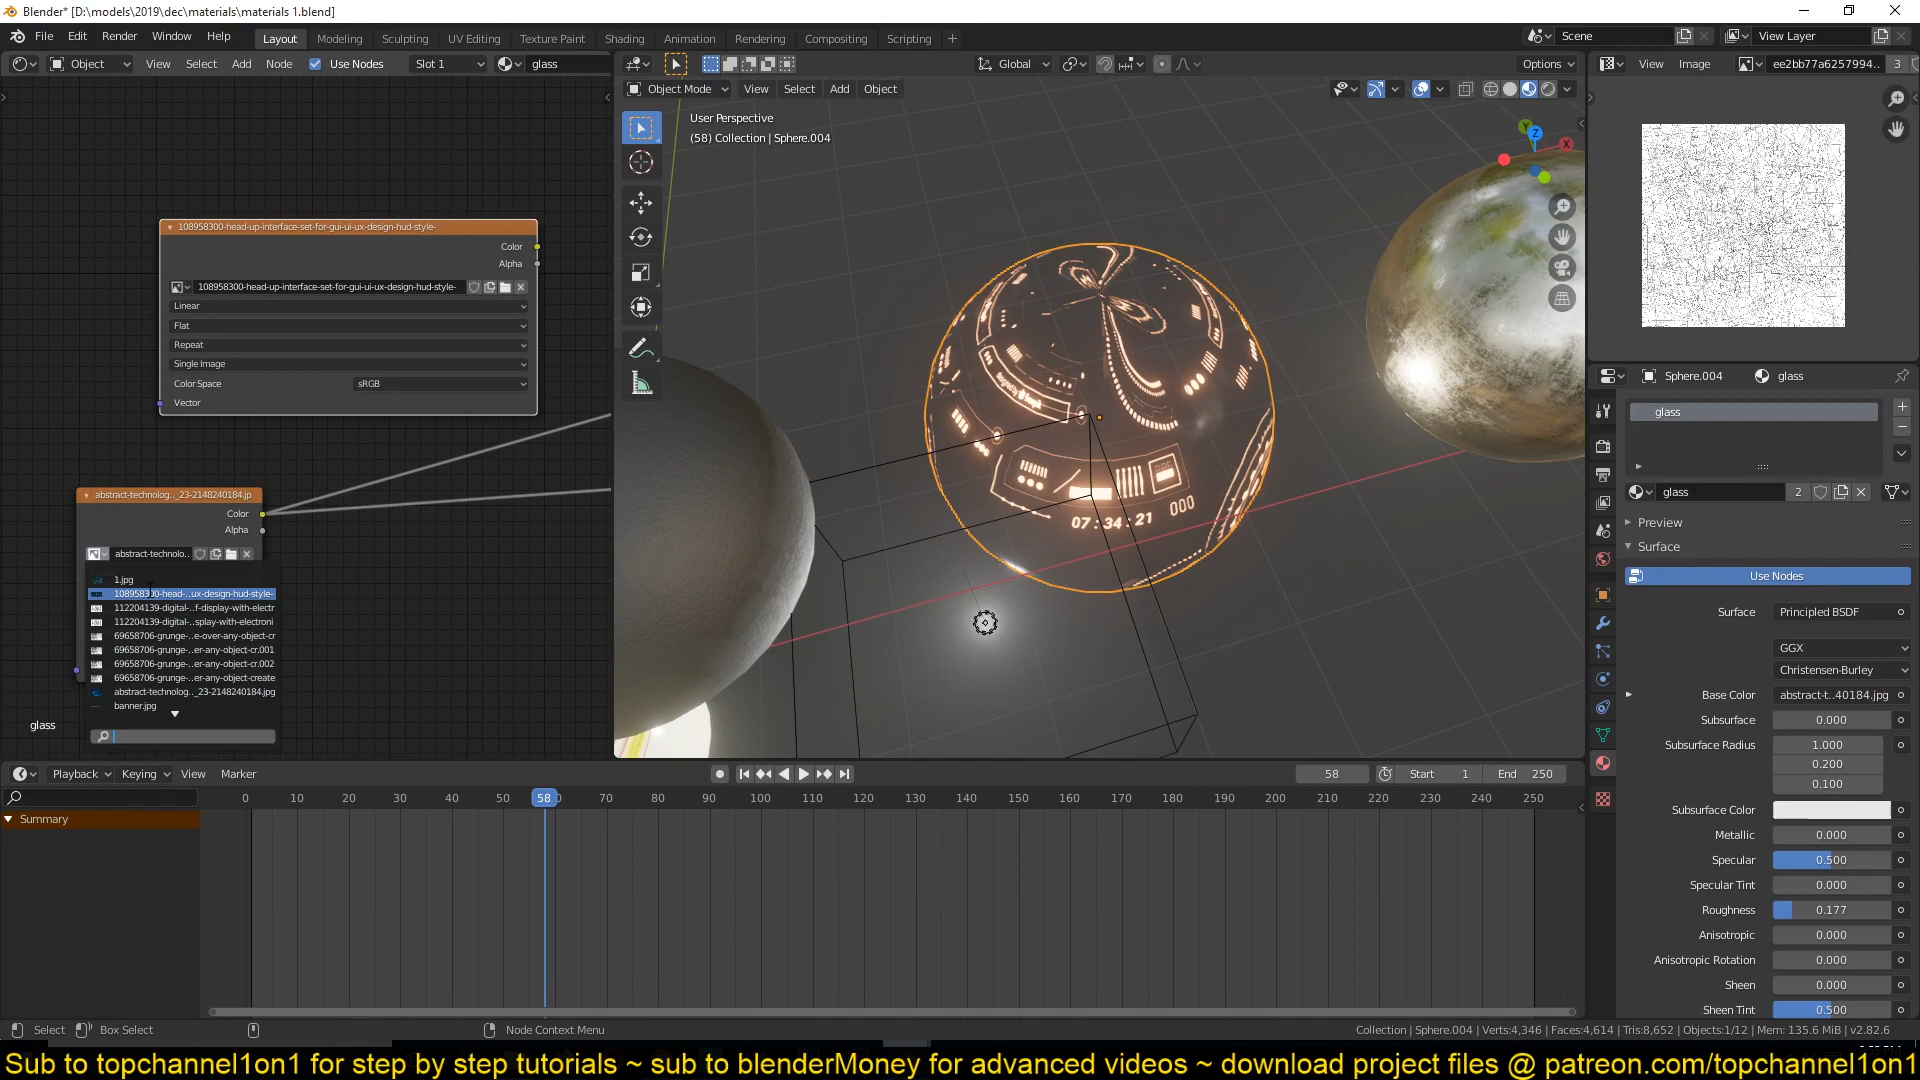 Blender* [D:\models\2019\dec\materials\materials 1.blend]
File Edit Render Window Help Layout Modeling Sculpting UV Editing Texture Paint Shading Animation Rendering Compositing Scripting Scene View Layer
Object View Select Add Node Use Nodes Slot 1 glass Global Options View Image ee2bb77a6257994.. 3
Object Mode View Select Add Object
User Perspective
(58) Collection | Sphere.004
Z
X
Y
108958300-head-up-interface-set-for-gui-ui-ux-design-hud-style-
Color
Alpha
108958300-head-up-interface-set-for-gui-ui-ux-design-hud-style-
Linear
Flat
Repeat
Single Image
Color Space sRGB
Vector
abstract-technolog.._23-2148240184.jp
Color
Alpha
abstract-technolo..
1.jpg
108958300-head-..ux-design-hud-style-
112204139-digital-..f-display-with-electr
112204139-digital-..splay-with-electroni
69658706-grunge-..e-over-any-object-cr
69658706-grunge-..er-any-object-cr.001
69658706-grunge-..er-any-object-cr.002
69658706-grunge-..er-any-object-create
abstract-technolog.._23-2148240184.jpg
banner.jpg
glass
07:34:21 000
Sphere.004 glass
glass
glass 2
Preview
Surface
Use Nodes
Surface Principled BSDF
GGX
Christensen-Burley
Base Color abstract-t..40184.jpg
Subsurface 0.000
Subsurface Radius 1.000
0.200
0.100
Subsurface Color
Metallic 0.000
Specular 0.500
Specular Tint 0.000
Roughness 0.177
Anisotropic 0.000
Anisotropic Rotation 0.000
Sheen 0.000
Sheen Tint 0.500
Playback Keying View Marker 58 Start 1 End 250
0 10 20 30 40 50 58 70 80 90 100 110 120 130 140 150 160 170 180 190 200 210 220 230 240 250
Summary
Select Box Select Node Context Menu Collection | Sphere.004 | Verts:4,346 | Faces:4,614 | Tris:8,652 | Objects:1/12 | Mem: 135.6 MiB | v2.82.6
Sub to topchannel1on1 for step by step tutorials ~ sub to blenderMoney for advanced videos ~ download project files @ patreon.com/topchannel1on1